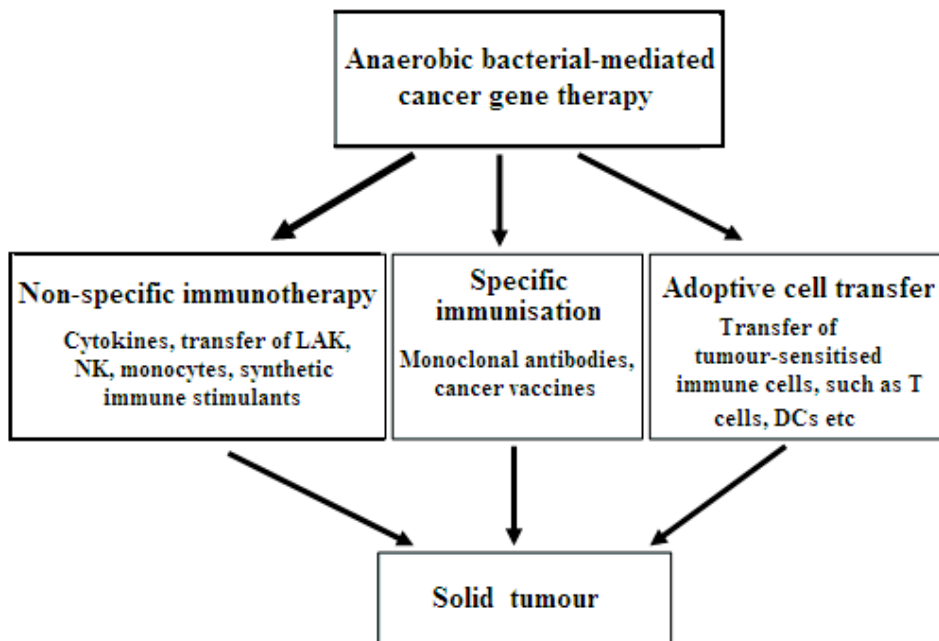 Anaerobic bacterial-mediated
cancer gene therapy
Non-specific immunotherapy
Cytokines, transfer of LAK,
NK, monocytes, synthetic
immune stimulants
Specific
immunisation
Monoclonal antibodies,
cancer vaccines
Adoptive cell transfer
Transfer of
tumour-sensitised
immune cells, such as T
cells, DCs etc
Solid tumour